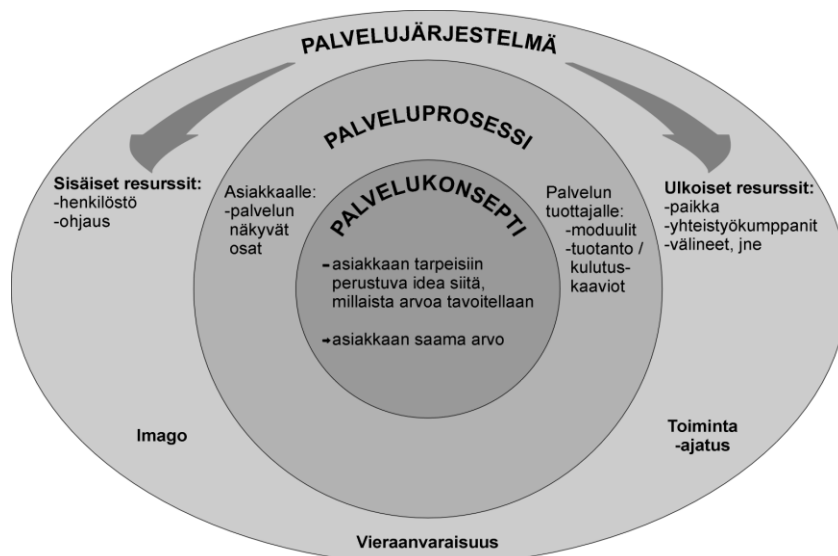 PALVELUJÄRJESTELMÄ
PALVELUPROSESSI
PALVELUKONSEPTI
Sisäiset resurssit:
-henkilöstö
-ohjaus
Asiakkaalle:
-palvelun
näkyvät
osat
-asiakkaan tarpeisiin
perustuva idea siitä,
millaista arvoa tavoitellaan
→asiakkaan saama arvo
Palvelun
tuottajalle:
-moduulit
-tuotanto /
kulutus-
kaaviot
Ulkoiset resurssit:
-paikka
-yhteistyökumppanit
-välineet, jne
Imago
Toiminta
-ajatus
Vieraanvaraisuus